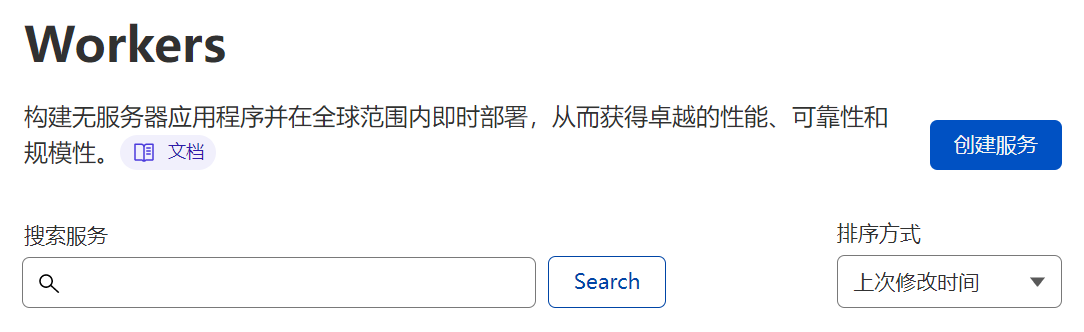 Workers
构建无服务器应用程序并在全球范围内即时部署，从而获得卓越的性能、可靠性和
规模性。 文档
创建服务
搜索服务
排序方式
Search
上次修改时间